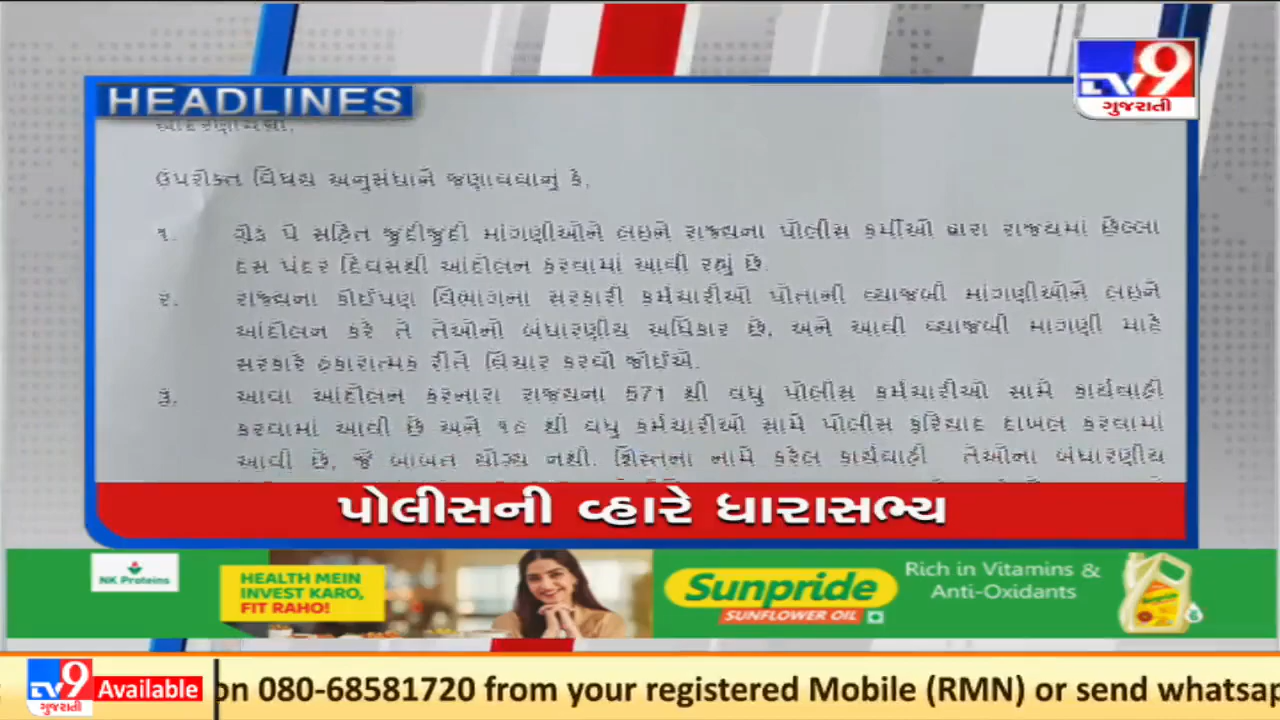 HEADLINES
TV9
ગુજરાતી
ઉપરોક્ત વિષય અનુસંધાને જણાવવાનું કે,
૧. ગ્રેડ પે સહિત જુદીજુદી માંગણીઓને લઇને રાજ્યના પોલીસ કર્મીઓ દ્વારા રાજ્યમાં છેલ્લા
દસ પંદર દિવસથી આંદોલન કરવામાં આવી રહ્યું છે.
૨. રાજ્યના કોઈપણ વિભાગના સરકારી કર્મચારીઓ પોતાની વ્યાજબી માંગણીઓને લઇને
આંદોલન કરે તે તેઓનો બંધારણીય અધિકાર છે, અને આવી વ્યાજબી માગણી માટે
સરકારે હકારાત્મક રીતે વિચાર કરવો જોઈએ.
૩. આવા આંદોલન કરનારા રાજ્યના 571 થી વધુ પોલીસ કર્મચારીઓ સામે કાર્યવાહી
કરવામાં આવી છે અને ૧૯ થી વધુ કર્મચારીઓ સામે પોલીસ ફરિયાદ દાખલ કરવામાં
આવી છે, જે બાબત યોગ્ય નથી. શિસ્તના નામે કરેલ કાર્યવાહી તેઓના બંધારણીય
પોલીસની વ્હારે ધારાસભ્ય
NK Proteins
HEALTH MEIN
INVEST KARO,
FIT RAHO!
Sunpride
SUNFLOWER OIL
Rich in Vitamins &
Anti-Oxidants
TV9
ગુજરાતી
Available
on 080-68581720 from your registered Mobile (RMN) or send whatsap